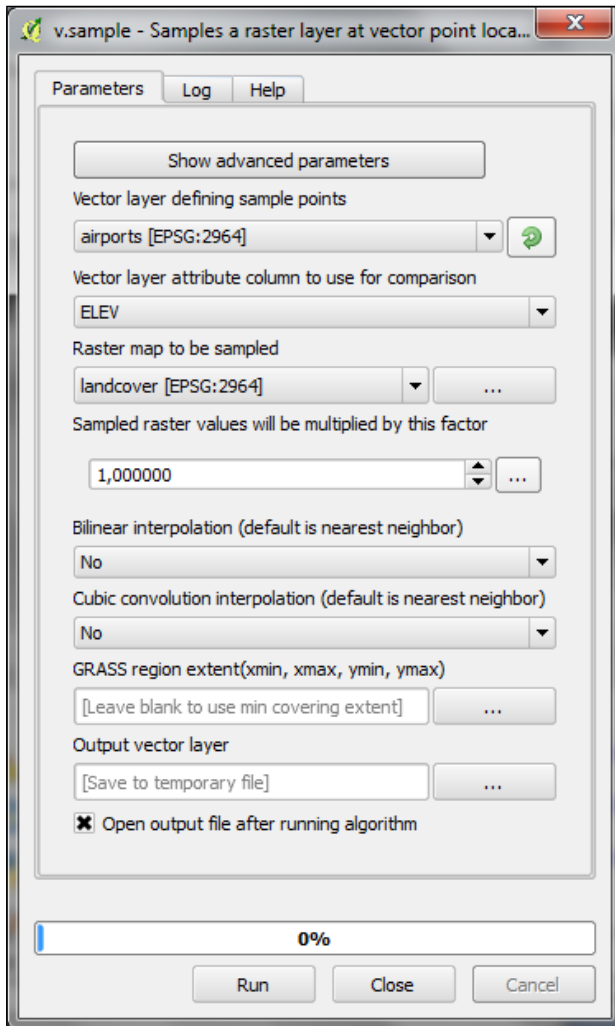 v.sample - Samples a raster layer at vector point loca...
Parameters Log Help
Show advanced parameters
Vector layer defining sample points
airports [EPSG:2964]
Vector layer attribute column to use for comparison
ELEV
Raster map to be sampled
landcover [EPSG:2964] ...
Sampled raster values will be multiplied by this factor
1,000000 ...
Bilinear interpolation (default is nearest neighbor)
No
Cubic convolution interpolation (default is nearest neighbor)
No
GRASS region extent(xmin, xmax, ymin, ymax)
[Leave blank to use min covering extent] ...
Output vector layer
[Save to temporary file] ...
Open output file after running algorithm
0%
Run Close Cancel